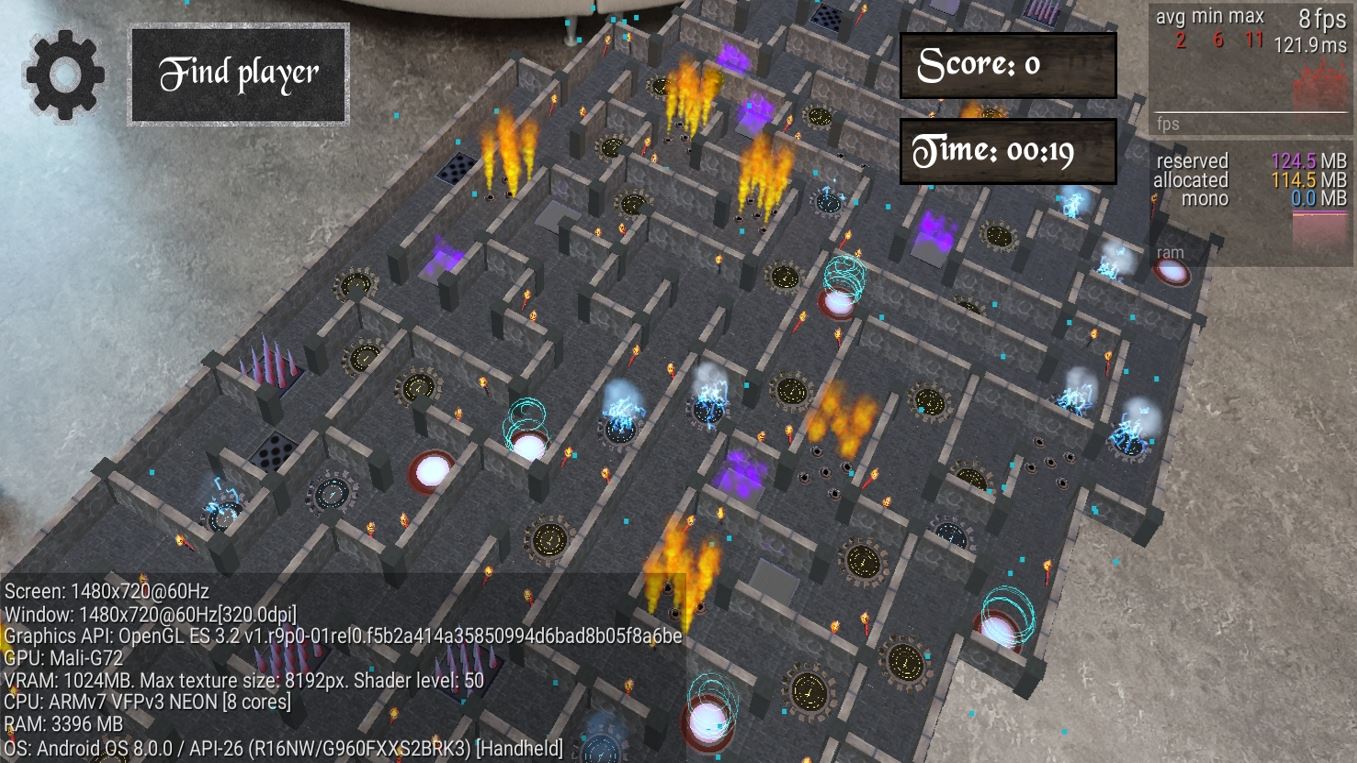 Find player
Score: 0
Time: 00:19
avg min max 8 fps
2 6 11 121.9 ms
fps
reserved 124.5 MB
allocated 114.5 MB
mono 0.0 MB
ram
Screen: 1480x720@60Hz
Window: 1480x720@60Hz[320.0dpi]
Graphics API: OpenGL ES 3.2 v1.r9p0-01rel0.f5b2a414a35850994d6bad8b05f8a6be
GPU: Mali-G72
VRAM: 1024MB. Max texture size: 8192px. Shader level: 50
CPU: ARMv7 VFPv3 NEON [8 cores]
RAM: 3396 MB
OS: Android OS 8.0.0 / API-26 (R16NW/G960FXXS2BRK3) [Handheld]